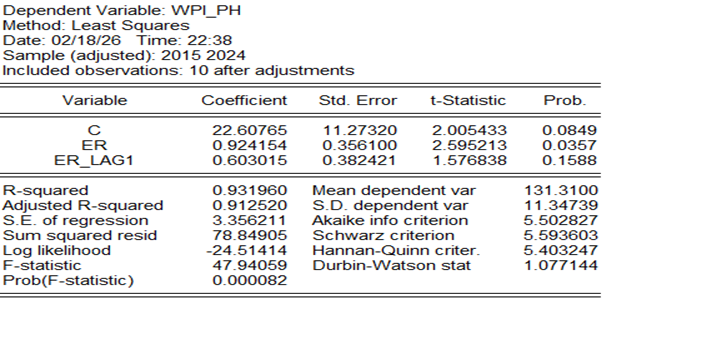 Dependent Variable: WPI_PH
Method: Least Squares
Date: 02/18/26 Time: 22:38
Sample (adjusted): 2015 2024
Included observations: 10 after adjustments
Variable Coefficient Std. Error t-Statistic Prob.
C 22.60765 11.27320 2.005433 0.0849
ER 0.924154 0.356100 2.595213 0.0357
ER_LAG1 0.603015 0.382421 1.576838 0.1588
R-squared 0.931960 Mean dependent var 131.3100
Adjusted R-squared 0.912520 S.D. dependent var 11.34739
S.E. of regression 3.356211 Akaike info criterion 5.502827
Sum squared resid 78.84905 Schwarz criterion 5.593603
Log likelihood -24.51414 Hannan-Quinn criter. 5.403247
F-statistic 47.94059 Durbin-Watson stat 1.077144
Prob(F-statistic) 0.000082